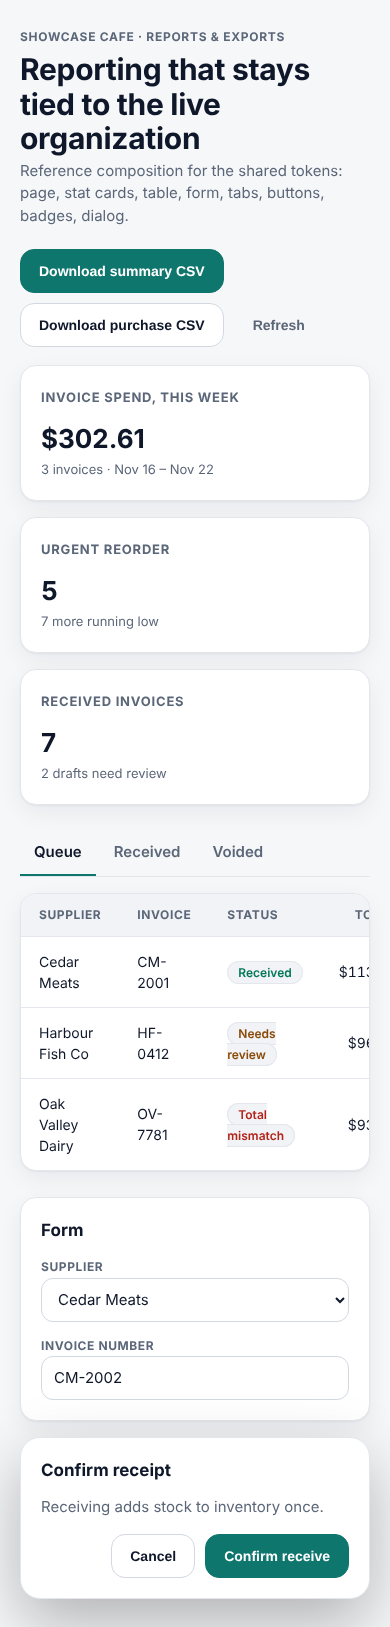 SHOWCASE CAFE · REPORTS & EXPORTS
Reporting that stays
tied to the live
organization
Reference composition for the shared tokens:
page, stat cards, table, form, tabs, buttons,
badges, dialog.
Download summary CSV
Download purchase CSV Refresh
INVOICE SPEND, THIS WEEK
$302.61
3 invoices · Nov 16 – Nov 22
URGENT REORDER
5
7 more running low
RECEIVED INVOICES
7
2 drafts need review
Queue Received Voided
SUPPLIER INVOICE STATUS
Cedar
Meats
CM-
2001
Received
Harbour
Fish Co
HF-
0412
Needs
review
Oak
Valley
Dairy
OV-
7781
Total
mismatch
Form
SUPPLIER
Cedar Meats
INVOICE NUMBER
CM-2002
Confirm receipt
Receiving adds stock to inventory once.
Cancel Confirm receive